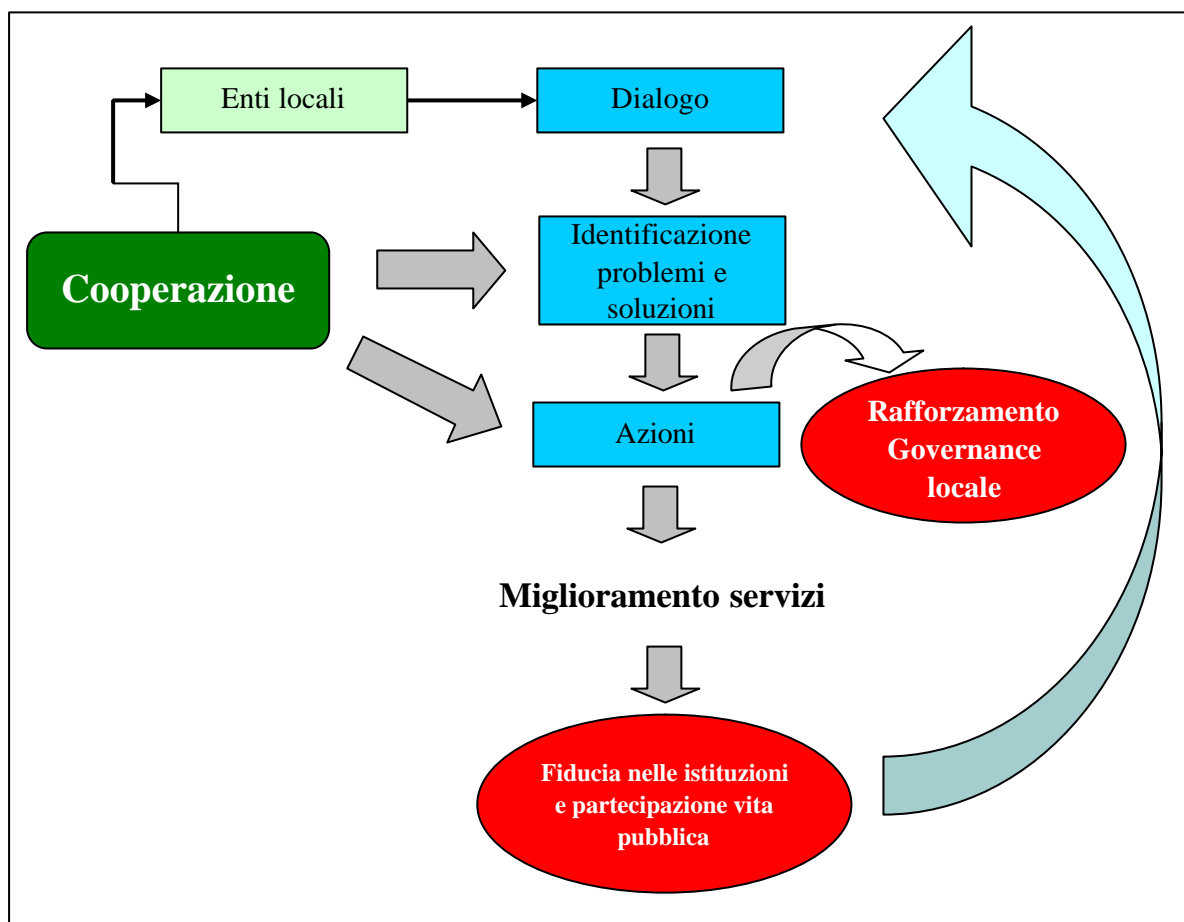 Enti locali
Dialogo
Identificazione
problemi e
soluzioni
Cooperazione
Azioni
Rafforzamento
Governance
locale
Miglioramento servizi
Fiducia nelle istituzioni
e partecipazione vita
pubblica